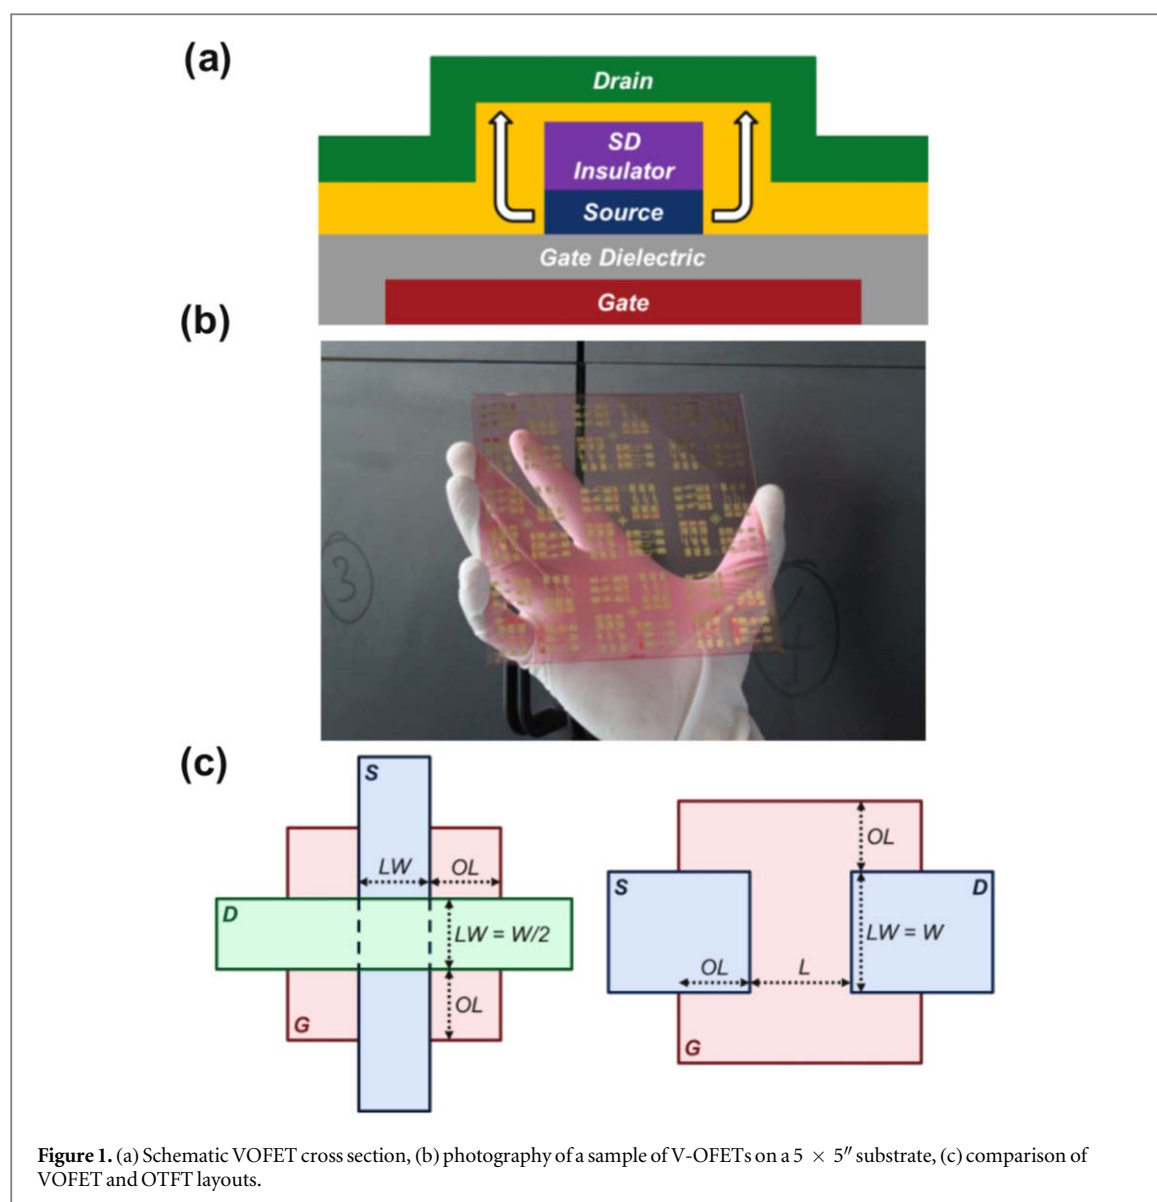 (a)
Drain
SD
Insulator
Source
Gate Dielectric
Gate
(b)
3
4
(c)
S
LW
OL
D
LW = W/2
OL
G
OL
S
D
LW = W
OL
L
G
Figure 1. (a) Schematic VOFET cross section, (b) photography of a sample of V-OFETs on a 5 × 5″ substrate, (c) comparison of
VOFET and OTFT layouts.